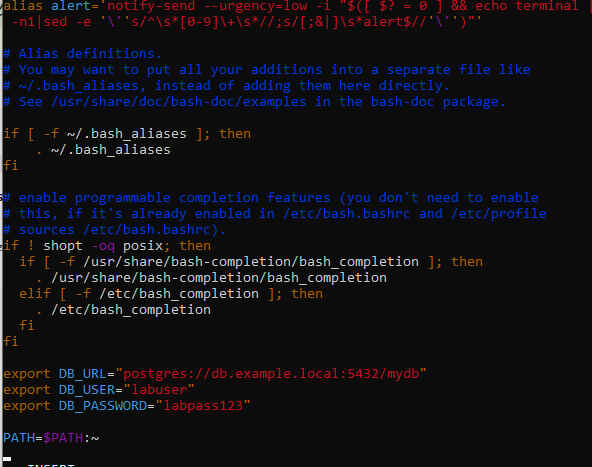 alias alert='notify-send --urgency=low -i "$([ $? = 0 ] && echo terminal |
-n1|sed -e '\''s/^\s*[0-9]\+\s*//;s/[;&|]\s*alert$//'\'')"'
# Alias definitions.
# You may want to put all your additions into a separate file like
# ~/.bash_aliases, instead of adding them here directly.
# See /usr/share/doc/bash-doc/examples in the bash-doc package.
if [ -f ~/.bash_aliases ]; then
    . ~/.bash_aliases
fi
# enable programmable completion features (you don't need to enable
# this, if it's already enabled in /etc/bash.bashrc and /etc/profile
# sources /etc/bash.bashrc).
if ! shopt -oq posix; then
  if [ -f /usr/share/bash-completion/bash_completion ]; then
    . /usr/share/bash-completion/bash_completion
  elif [ -f /etc/bash_completion ]; then
    . /etc/bash_completion
  fi
fi
export DB_URL="postgres://db.example.local:5432/mydb"
export DB_USER="labuser"
export DB_PASSWORD="labpass123"
PATH=$PATH:~
-- INSERT --